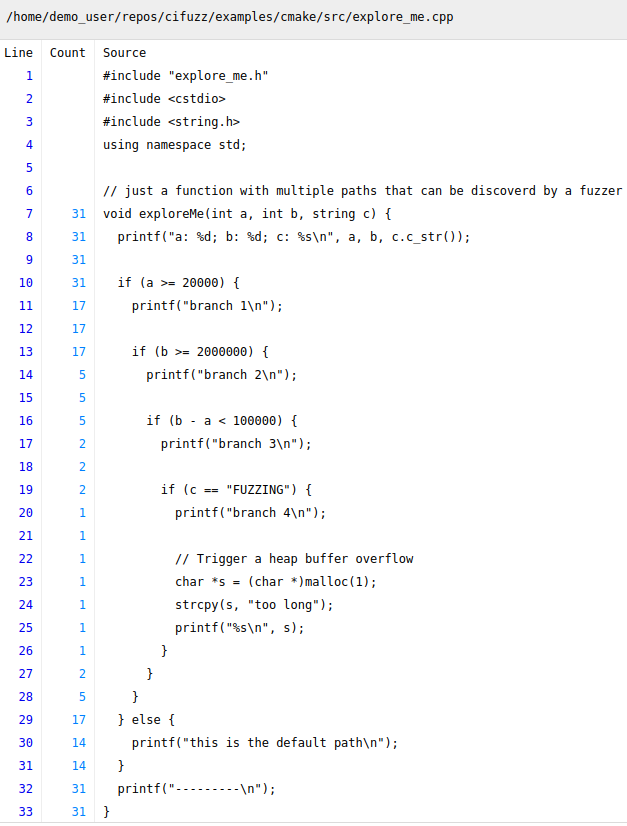 /home/demo_user/repos/cifuzz/examples/cmake/src/explore_me.cpp
Line Count Source
1 #include "explore_me.h"
2 #include <cstdio>
3 #include <string.h>
4 using namespace std;
5
6 // just a function with multiple paths that can be discoverd by a fuzzer
7 31 void exploreMe(int a, int b, string c) {
8 31 printf("a: %d; b: %d; c: %s\n", a, b, c.c_str());
9 31
10 31 if (a >= 20000) {
11 17 printf("branch 1\n");
12 17
13 17 if (b >= 2000000) {
14 5 printf("branch 2\n");
15 5
16 5 if (b - a < 100000) {
17 2 printf("branch 3\n");
18 2
19 2 if (c == "FUZZING") {
20 1 printf("branch 4\n");
21 1
22 1 // Trigger a heap buffer overflow
23 1 char *s = (char *)malloc(1);
24 1 strcpy(s, "too long");
25 1 printf("%s\n", s);
26 1 }
27 2 }
28 5 }
29 17 } else {
30 14 printf("this is the default path\n");
31 14 }
32 31 printf("---------\n");
33 31 }